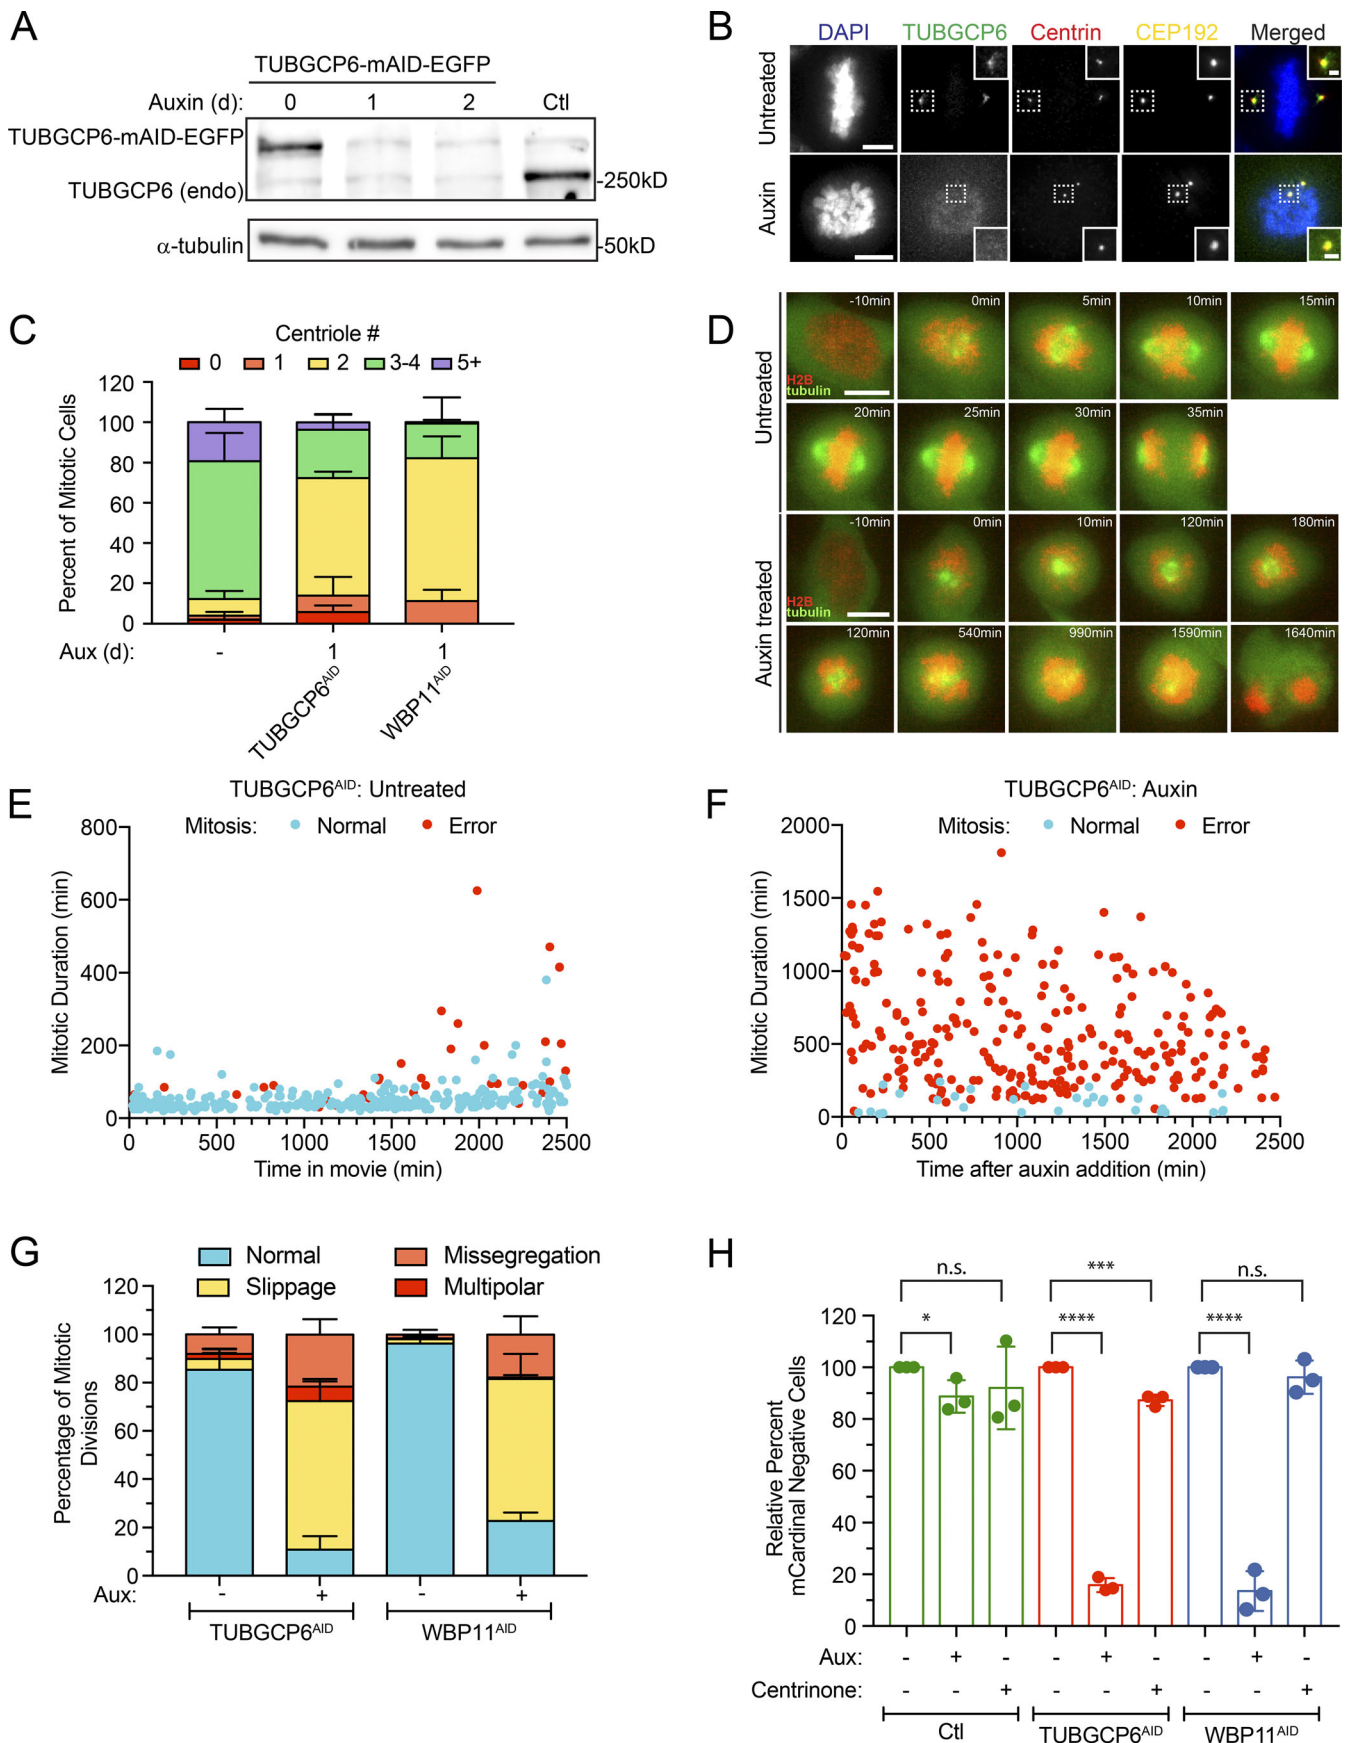 A
TUBGCP6-mAID-EGFP
Auxin (d): 0 1 2 Ctl
TUBGCP6-mAID-EGFP
TUBGCP6 (endo)
-250kD
α-tubulin
-50kD
B
DAPI TUBGCP6 Centrin CEP192 Merged
Untreated
Auxin
C
Centriole #
0 1 2 3-4 5+
Percent of Mitotic Cells
120
100
80
60
40
20
0
Aux (d): - 1 1
TUBGCP6AID
WBP11AID
D
Untreated
-10min 0min 5min 10min 15min
H2B
tubulin
20min 25min 30min 35min
Auxin treated
-10min 0min 10min 120min 180min
H2B
tubulin
120min 540min 990min 1590min 1640min
E
TUBGCP6AID: Untreated
Mitosis: Normal Error
Mitotic Duration (min)
800
600
400
200
0
0 500 1000 1500 2000 2500
Time in movie (min)
F
TUBGCP6AID: Auxin
Mitosis: Normal Error
Mitotic Duration (min)
2000
1500
1000
500
0
0 500 1000 1500 2000 2500
Time after auxin addition (min)
G
Normal Missegregation
Slippage Multipolar
Percentage of Mitotic
Divisions
120
100
80
60
40
20
0
Aux: - + - +
TUBGCP6AID WBP11AID
H
n.s. *** n.s.
* **** ****
Relative Percent
mCardinal Negative Cells
120
100
80
60
40
20
0
Aux: - + - - + - - + -
Centrinone: - - + - - + - - +
Ctl TUBGCP6AID WBP11AID